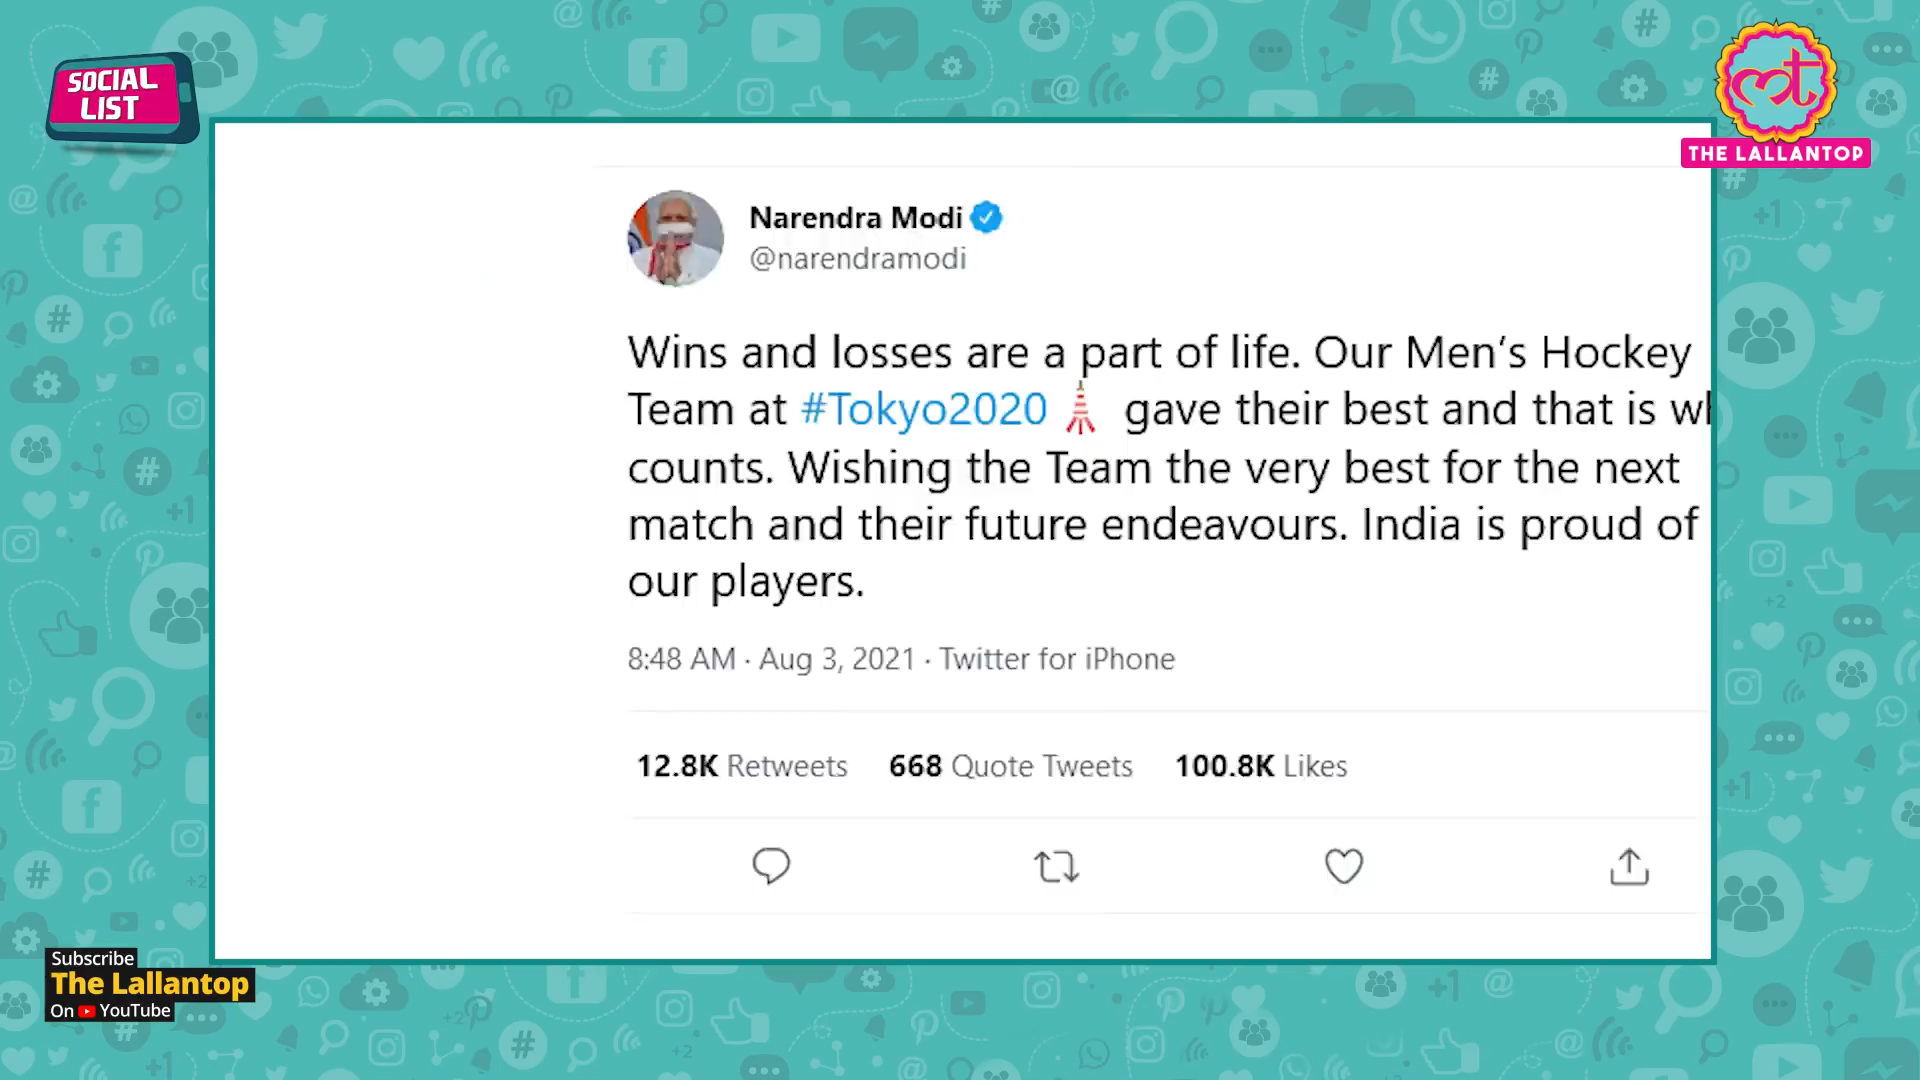 SOCIAL
LIST
THE LALLANTOP
Narendra Modi
@narendramodi
Wins and losses are a part of life. Our Men’s Hockey
Team at #Tokyo2020 gave their best and that is
counts. Wishing the Team the very best for the next
match and their future endeavours. India is proud of
our players.
8:48 AM · Aug 3, 2021 · Twitter for iPhone
12.8K Retweets 668 Quote Tweets 100.8K Likes
Subscribe
The Lallantop
On YouTube